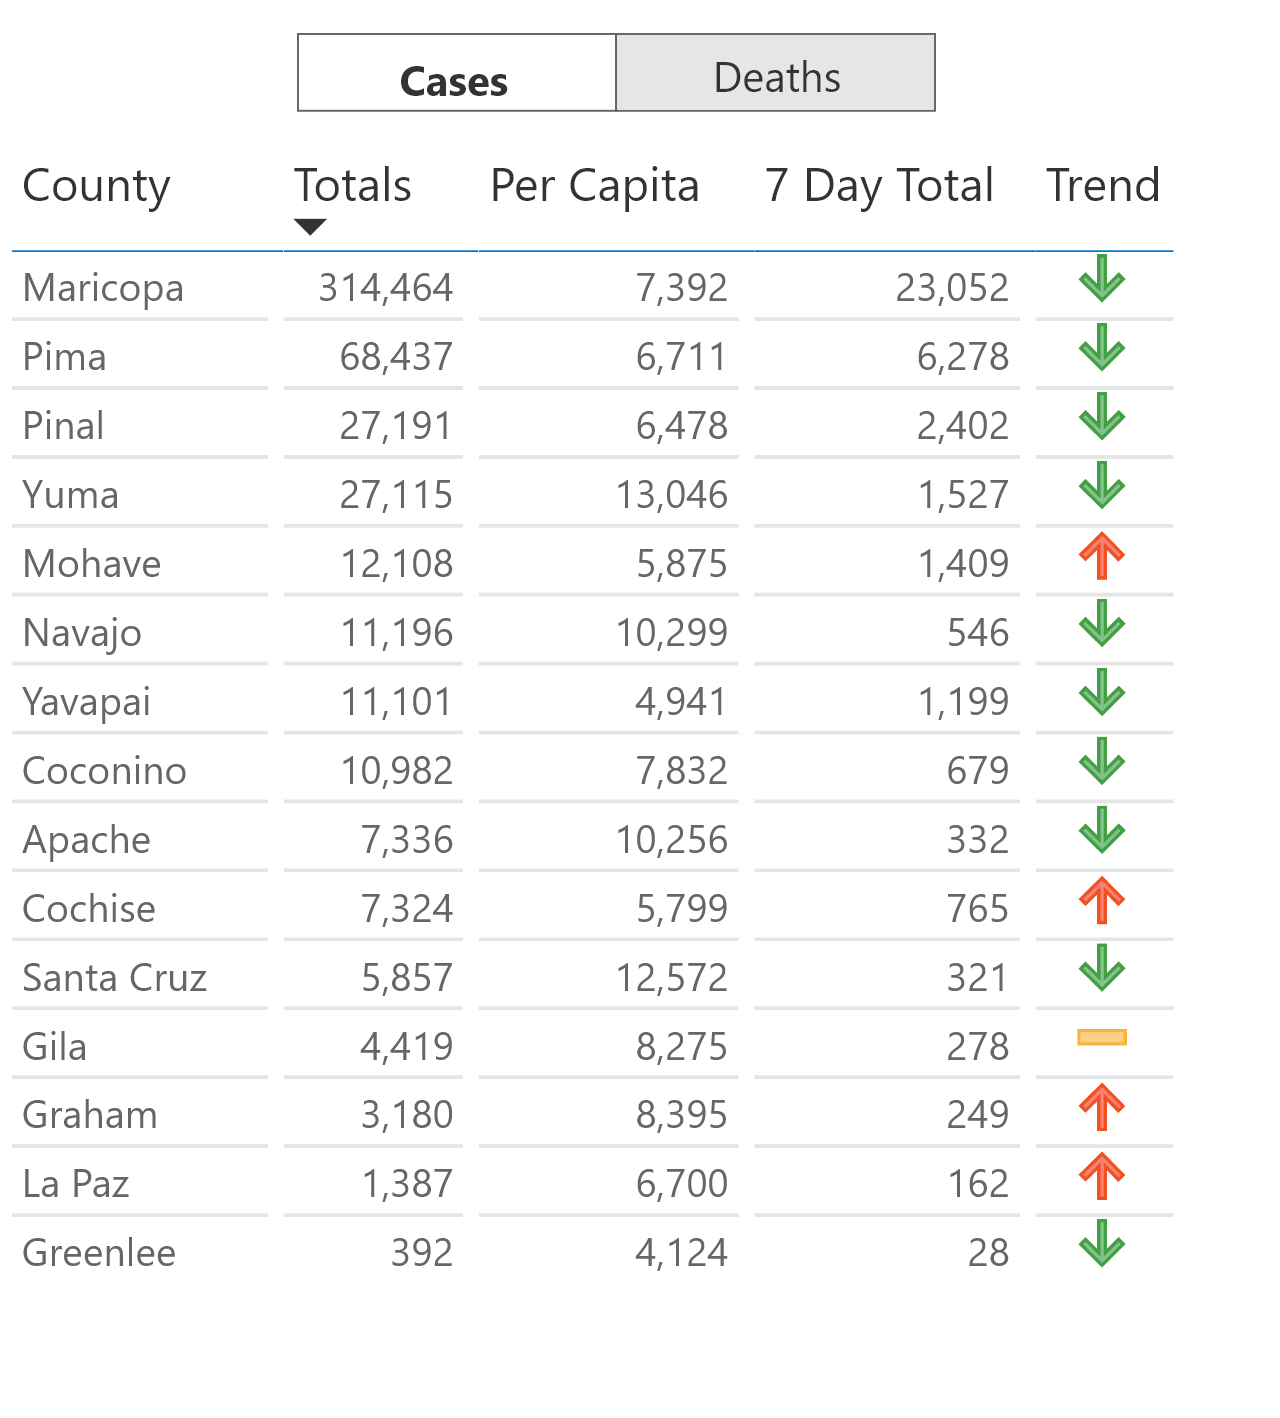 Cases Deaths
County Totals Per Capita 7 Day Total Trend
Maricopa 314,464 7,392 23,052
Pima 68,437 6,711 6,278
Pinal 27,191 6,478 2,402
Yuma 27,115 13,046 1,527
Mohave 12,108 5,875 1,409
Navajo 11,196 10,299 546
Yavapai 11,101 4,941 1,199
Coconino 10,982 7,832 679
Apache 7,336 10,256 332
Cochise 7,324 5,799 765
Santa Cruz 5,857 12,572 321
Gila 4,419 8,275 278
Graham 3,180 8,395 249
La Paz 1,387 6,700 162
Greenlee 392 4,124 28